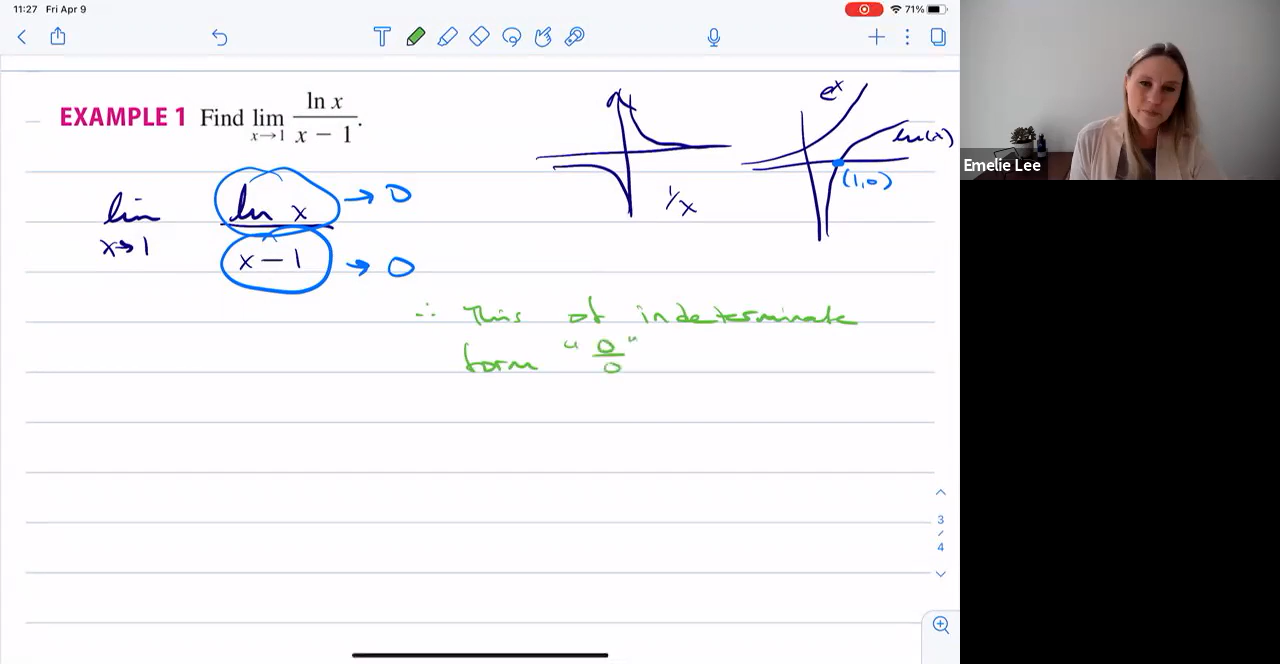 11:27 Fri Apr 9
71%
EXAMPLE 1 Find lim x→1 ln x / x − 1.
lim x→1 ln x / x − 1
→ 0
→ 0
1/x
e^x
ln(x)
(1,0)
∴ This of indeterminate
form "0/0"
Emelie Lee
3
/
4